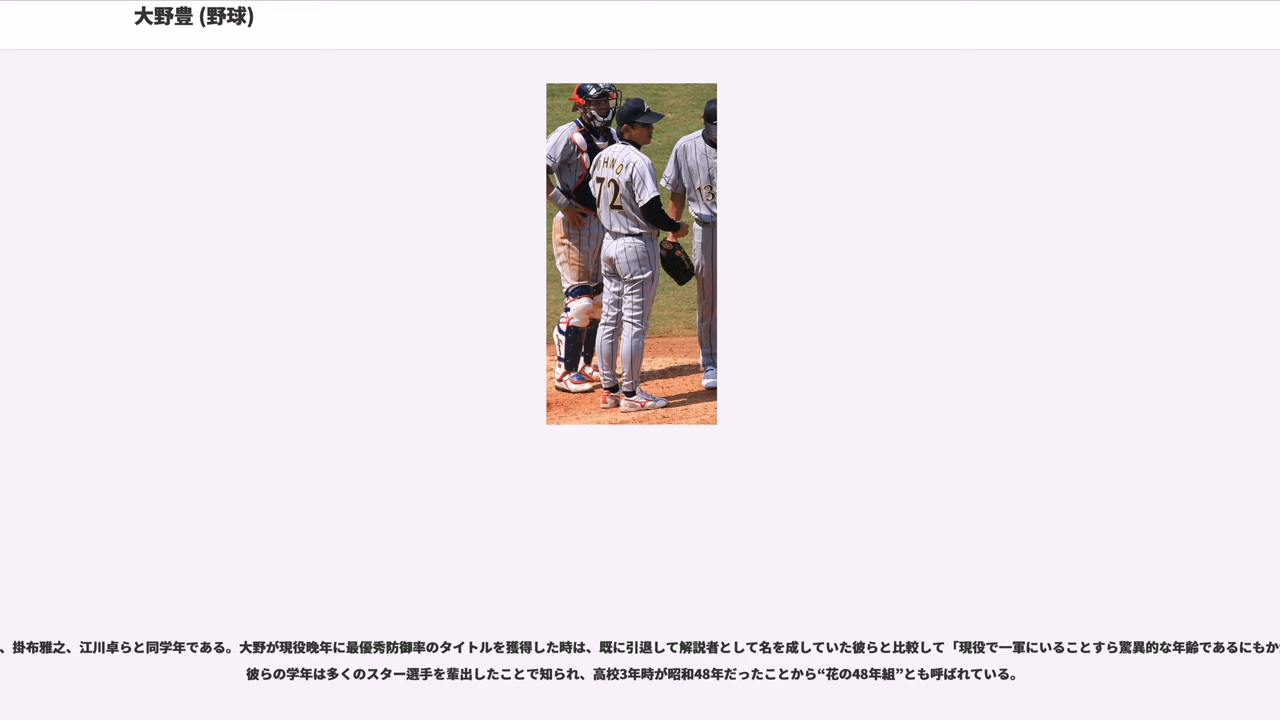 大野豊 (野球)
OHNO
72
13
、掛布雅之、江川卓らと同学年である。大野が現役晩年に最優秀防御率のタイトルを獲得した時は、既に引退して解説者として名を成していた彼らと比較して「現役で一軍にいることすら驚異的な年齢であるにもか
彼らの学年は多くのスター選手を輩出したことで知られ、高校3年時が昭和48年だったことから“花の48年組”とも呼ばれている。